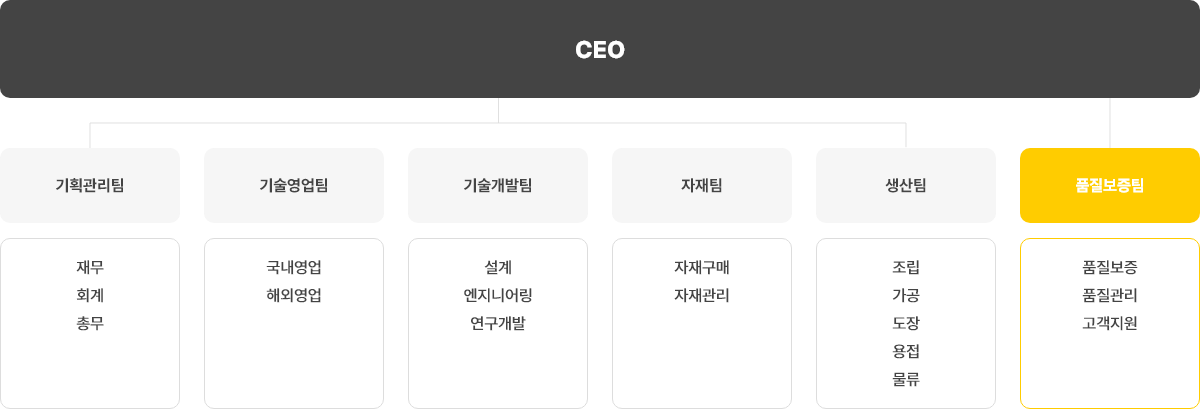 CEO
기획관리팀
기술영업팀
기술개발팀
자재팀
생산팀
품질보증팀
재무
회계
총무
국내영업
해외영업
설계
엔지니어링
연구개발
자재구매
자재관리
조립
가공
도장
용접
물류
품질보증
품질관리
고객지원